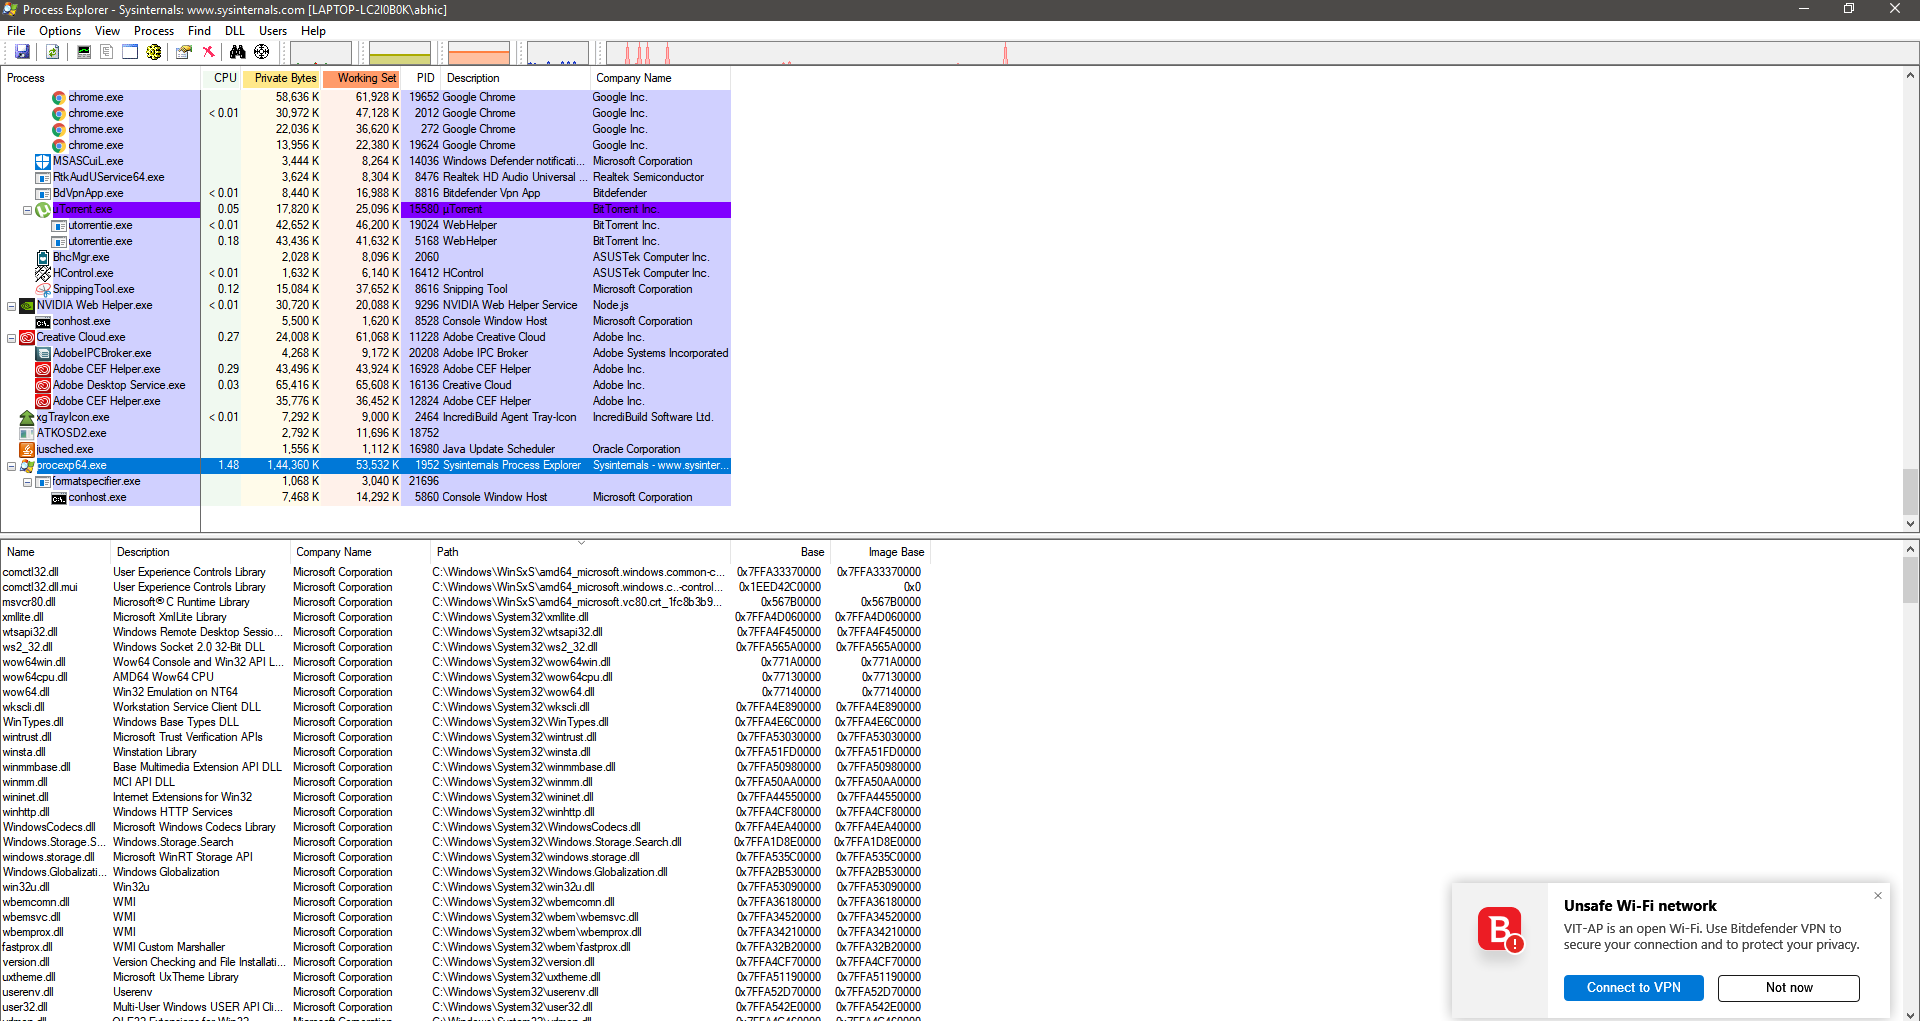 Process Explorer - Sysinternals: www.sysinternals.com [LAPTOP-LC2I0B0K\abhic]
File Options View Process Find DLL Users Help
Process CPU Private Bytes Working Set PID Description Company Name
chrome.exe 58,636 K 61,928 K 19652 Google Chrome Google Inc.
chrome.exe < 0.01 30,972 K 47,128 K 2012 Google Chrome Google Inc.
chrome.exe 22,036 K 36,620 K 272 Google Chrome Google Inc.
chrome.exe 13,956 K 22,380 K 19624 Google Chrome Google Inc.
MSASCuiL.exe 3,444 K 8,264 K 14036 Windows Defender notificati... Microsoft Corporation
RtkAudUService64.exe 3,624 K 8,304 K 8476 Realtek HD Audio Universal ... Realtek Semiconductor
BdVpnApp.exe < 0.01 8,440 K 16,988 K 8816 Bitdefender Vpn App Bitdefender
uTorrent.exe 0.05 17,820 K 25,096 K 15580 µTorrent BitTorrent Inc.
utorrentie.exe < 0.01 42,652 K 46,200 K 19024 WebHelper BitTorrent Inc.
utorrentie.exe 0.18 43,436 K 41,632 K 5168 WebHelper BitTorrent Inc.
BhcMgr.exe 2,028 K 8,096 K 2060 ASUSTek Computer Inc.
HControl.exe < 0.01 1,632 K 6,140 K 16412 HControl ASUSTek Computer Inc.
SnippingTool.exe 0.12 15,084 K 37,652 K 8616 Snipping Tool Microsoft Corporation
NVIDIA Web Helper.exe < 0.01 30,720 K 20,088 K 9296 NVIDIA Web Helper Service Node.js
conhost.exe 5,500 K 1,620 K 8528 Console Window Host Microsoft Corporation
Creative Cloud.exe 0.27 24,008 K 61,068 K 11228 Adobe Creative Cloud Adobe Inc.
AdobeIPCBroker.exe 4,268 K 9,172 K 20208 Adobe IPC Broker Adobe Systems Incorporated
Adobe CEF Helper.exe 0.29 43,496 K 43,924 K 16928 Adobe CEF Helper Adobe Inc.
Adobe Desktop Service.exe 0.03 65,416 K 65,608 K 16136 Creative Cloud Adobe Inc.
Adobe CEF Helper.exe 35,776 K 36,452 K 12824 Adobe CEF Helper Adobe Inc.
xgTrayIcon.exe < 0.01 7,292 K 9,000 K 2464 IncrediBuild Agent Tray-Icon IncrediBuild Software Ltd.
ATKOSD2.exe 2,792 K 11,696 K 18752
jusched.exe 1,556 K 1,112 K 16980 Java Update Scheduler Oracle Corporation
procexp64.exe 1.48 1,44,360 K 53,532 K 1952 Sysinternals Process Explorer Sysinternals - www.sysinter...
formatspecifier.exe 1,068 K 3,040 K 21696
conhost.exe 7,468 K 14,292 K 5860 Console Window Host Microsoft Corporation
Name Description Company Name Path Base Image Base
comctl32.dll User Experience Controls Library Microsoft Corporation C:\Windows\WinSxS\amd64_microsoft.windows.common-c... 0x7FFA33370000 0x7FFA33370000
comctl32.dll.mui User Experience Controls Library Microsoft Corporation C:\Windows\WinSxS\amd64_microsoft.windows.c..-control... 0x1EED42C0000 0x0
msvcr80.dll Microsoft® C Runtime Library Microsoft Corporation C:\Windows\WinSxS\amd64_microsoft.vc80.crt_1fc8b3b9... 0x567B0000 0x567B0000
xmllite.dll Microsoft XmlLite Library Microsoft Corporation C:\Windows\System32\xmllite.dll 0x7FFA4D060000 0x7FFA4D060000
wtsapi32.dll Windows Remote Desktop Sessio... Microsoft Corporation C:\Windows\System32\wtsapi32.dll 0x7FFA4F450000 0x7FFA4F450000
ws2_32.dll Windows Socket 2.0 32-Bit DLL Microsoft Corporation C:\Windows\System32\ws2_32.dll 0x7FFA565A0000 0x7FFA565A0000
wow64win.dll Wow64 Console and Win32 API L... Microsoft Corporation C:\Windows\System32\wow64win.dll 0x771A0000 0x771A0000
wow64cpu.dll AMD64 Wow64 CPU Microsoft Corporation C:\Windows\System32\wow64cpu.dll 0x77130000 0x77130000
wow64.dll Win32 Emulation on NT64 Microsoft Corporation C:\Windows\System32\wow64.dll 0x77140000 0x77140000
wkscli.dll Workstation Service Client DLL Microsoft Corporation C:\Windows\System32\wkscli.dll 0x7FFA4E890000 0x7FFA4E890000
WinTypes.dll Windows Base Types DLL Microsoft Corporation C:\Windows\System32\WinTypes.dll 0x7FFA4E6C0000 0x7FFA4E6C0000
wintrust.dll Microsoft Trust Verification APIs Microsoft Corporation C:\Windows\System32\wintrust.dll 0x7FFA53030000 0x7FFA53030000
winsta.dll Winstation Library Microsoft Corporation C:\Windows\System32\winsta.dll 0x7FFA51FD0000 0x7FFA51FD0000
winmmbase.dll Base Multimedia Extension API DLL Microsoft Corporation C:\Windows\System32\winmmbase.dll 0x7FFA50980000 0x7FFA50980000
winmm.dll MCI API DLL Microsoft Corporation C:\Windows\System32\winmm.dll 0x7FFA50AA0000 0x7FFA50AA0000
wininet.dll Internet Extensions for Win32 Microsoft Corporation C:\Windows\System32\wininet.dll 0x7FFA44550000 0x7FFA44550000
winhttp.dll Windows HTTP Services Microsoft Corporation C:\Windows\System32\winhttp.dll 0x7FFA4CF80000 0x7FFA4CF80000
WindowsCodecs.dll Microsoft Windows Codecs Library Microsoft Corporation C:\Windows\System32\WindowsCodecs.dll 0x7FFA4EA40000 0x7FFA4EA40000
Windows.Storage.S... Windows.Storage.Search Microsoft Corporation C:\Windows\System32\Windows.Storage.Search.dll 0x7FFA1D8E0000 0x7FFA1D8E0000
windows.storage.dll Microsoft WinRT Storage API Microsoft Corporation C:\Windows\System32\windows.storage.dll 0x7FFA535C0000 0x7FFA535C0000
Windows.Globalizati... Windows Globalization Microsoft Corporation C:\Windows\System32\Windows.Globalization.dll 0x7FFA2B530000 0x7FFA2B530000
win32u.dll Win32u Microsoft Corporation C:\Windows\System32\win32u.dll 0x7FFA53090000 0x7FFA53090000
wbemcomn.dll WMI Microsoft Corporation C:\Windows\System32\wbemcomn.dll 0x7FFA36180000 0x7FFA36180000
wbemsvc.dll WMI Microsoft Corporation C:\Windows\System32\wbem\wbemsvc.dll 0x7FFA34520000 0x7FFA34520000
wbemprox.dll WMI Microsoft Corporation C:\Windows\System32\wbem\wbemprox.dll 0x7FFA34210000 0x7FFA34210000
fastprox.dll WMI Custom Marshaller Microsoft Corporation C:\Windows\System32\wbem\fastprox.dll 0x7FFA32B20000 0x7FFA32B20000
version.dll Version Checking and File Installati... Microsoft Corporation C:\Windows\System32\version.dll 0x7FFA4CF70000 0x7FFA4CF70000
uxtheme.dll Microsoft UxTheme Library Microsoft Corporation C:\Windows\System32\uxtheme.dll 0x7FFA51190000 0x7FFA51190000
userenv.dll Userenv Microsoft Corporation C:\Windows\System32\userenv.dll 0x7FFA52D70000 0x7FFA52D70000
user32.dll Multi-User Windows USER API Cli... Microsoft Corporation C:\Windows\System32\user32.dll 0x7FFA542E0000 0x7FFA542E0000
Unsafe Wi-Fi network
VIT-AP is an open Wi-Fi. Use Bitdefender VPN to
secure your connection and to protect your privacy.
Connect to VPN Not now